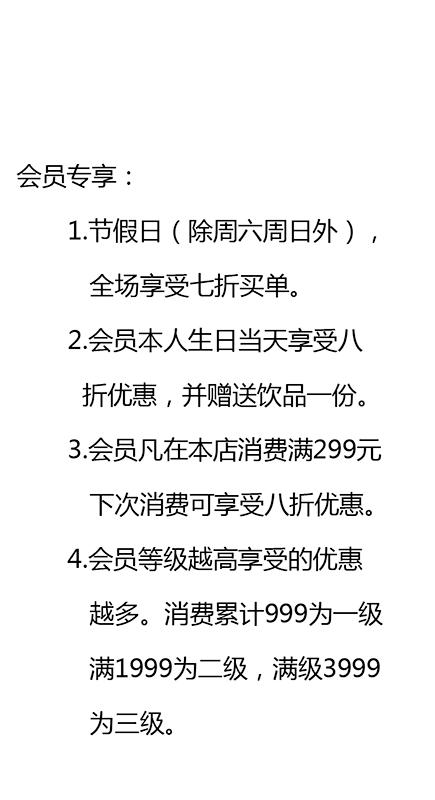 会员专享：
1.节假日（除周六周日外），
全场享受七折买单。
2.会员本人生日当天享受八
折优惠，并赠送饮品一份。
3.会员凡在本店消费满299元
下次消费可享受八折优惠。
4.会员等级越高享受的优惠
越多。消费累计999为一级
满1999为二级，满级3999
为三级。